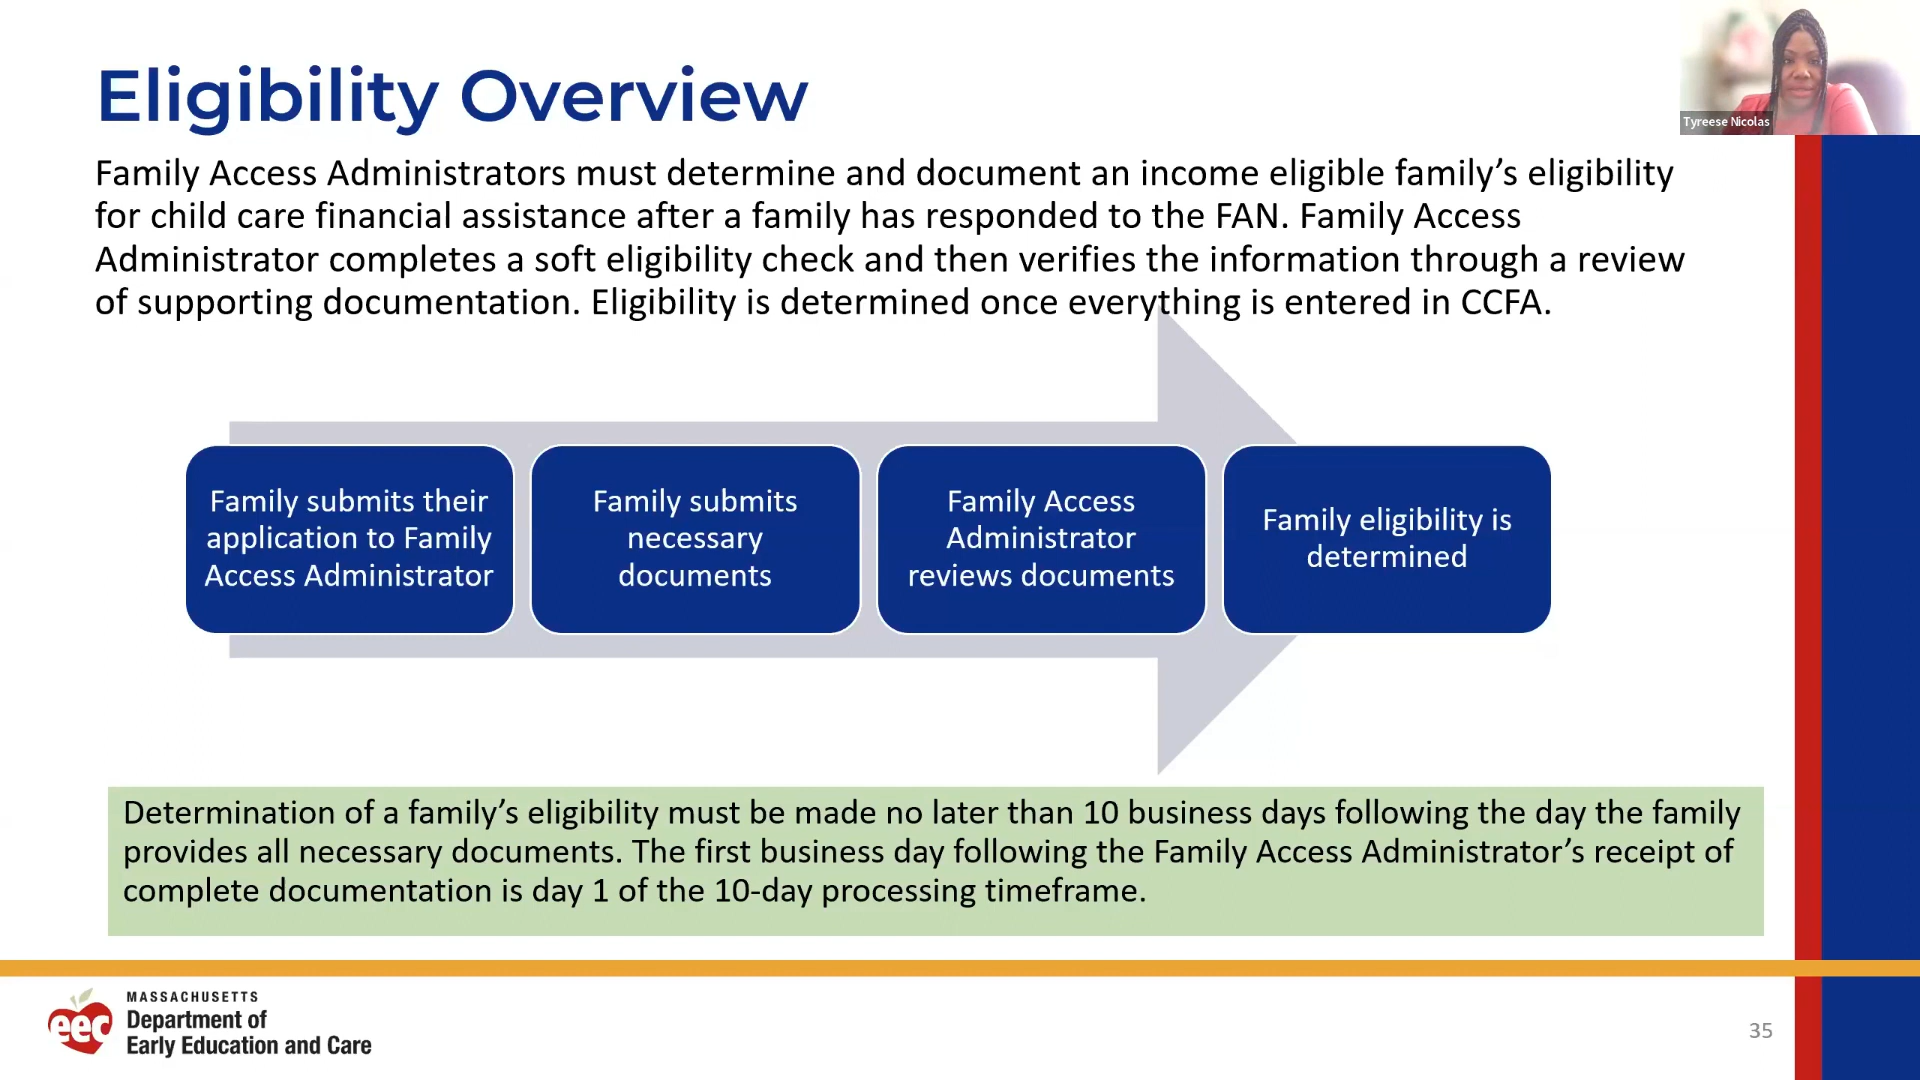 Eligibility Overview
Tyreese Nicolas
Family Access Administrators must determine and document an income eligible family’s eligibility
for child care financial assistance after a family has responded to the FAN. Family Access
Administrator completes a soft eligibility check and then verifies the information through a review
of supporting documentation. Eligibility is determined once everything is entered in CCFA.
Family submits their
application to Family
Access Administrator
Family submits
necessary
documents
Family Access
Administrator
reviews documents
Family eligibility is
determined
Determination of a family’s eligibility must be made no later than 10 business days following the day the family
provides all necessary documents. The first business day following the Family Access Administrator’s receipt of
complete documentation is day 1 of the 10-day processing timeframe.
eec
MASSACHUSETTS
Department of
Early Education and Care
35